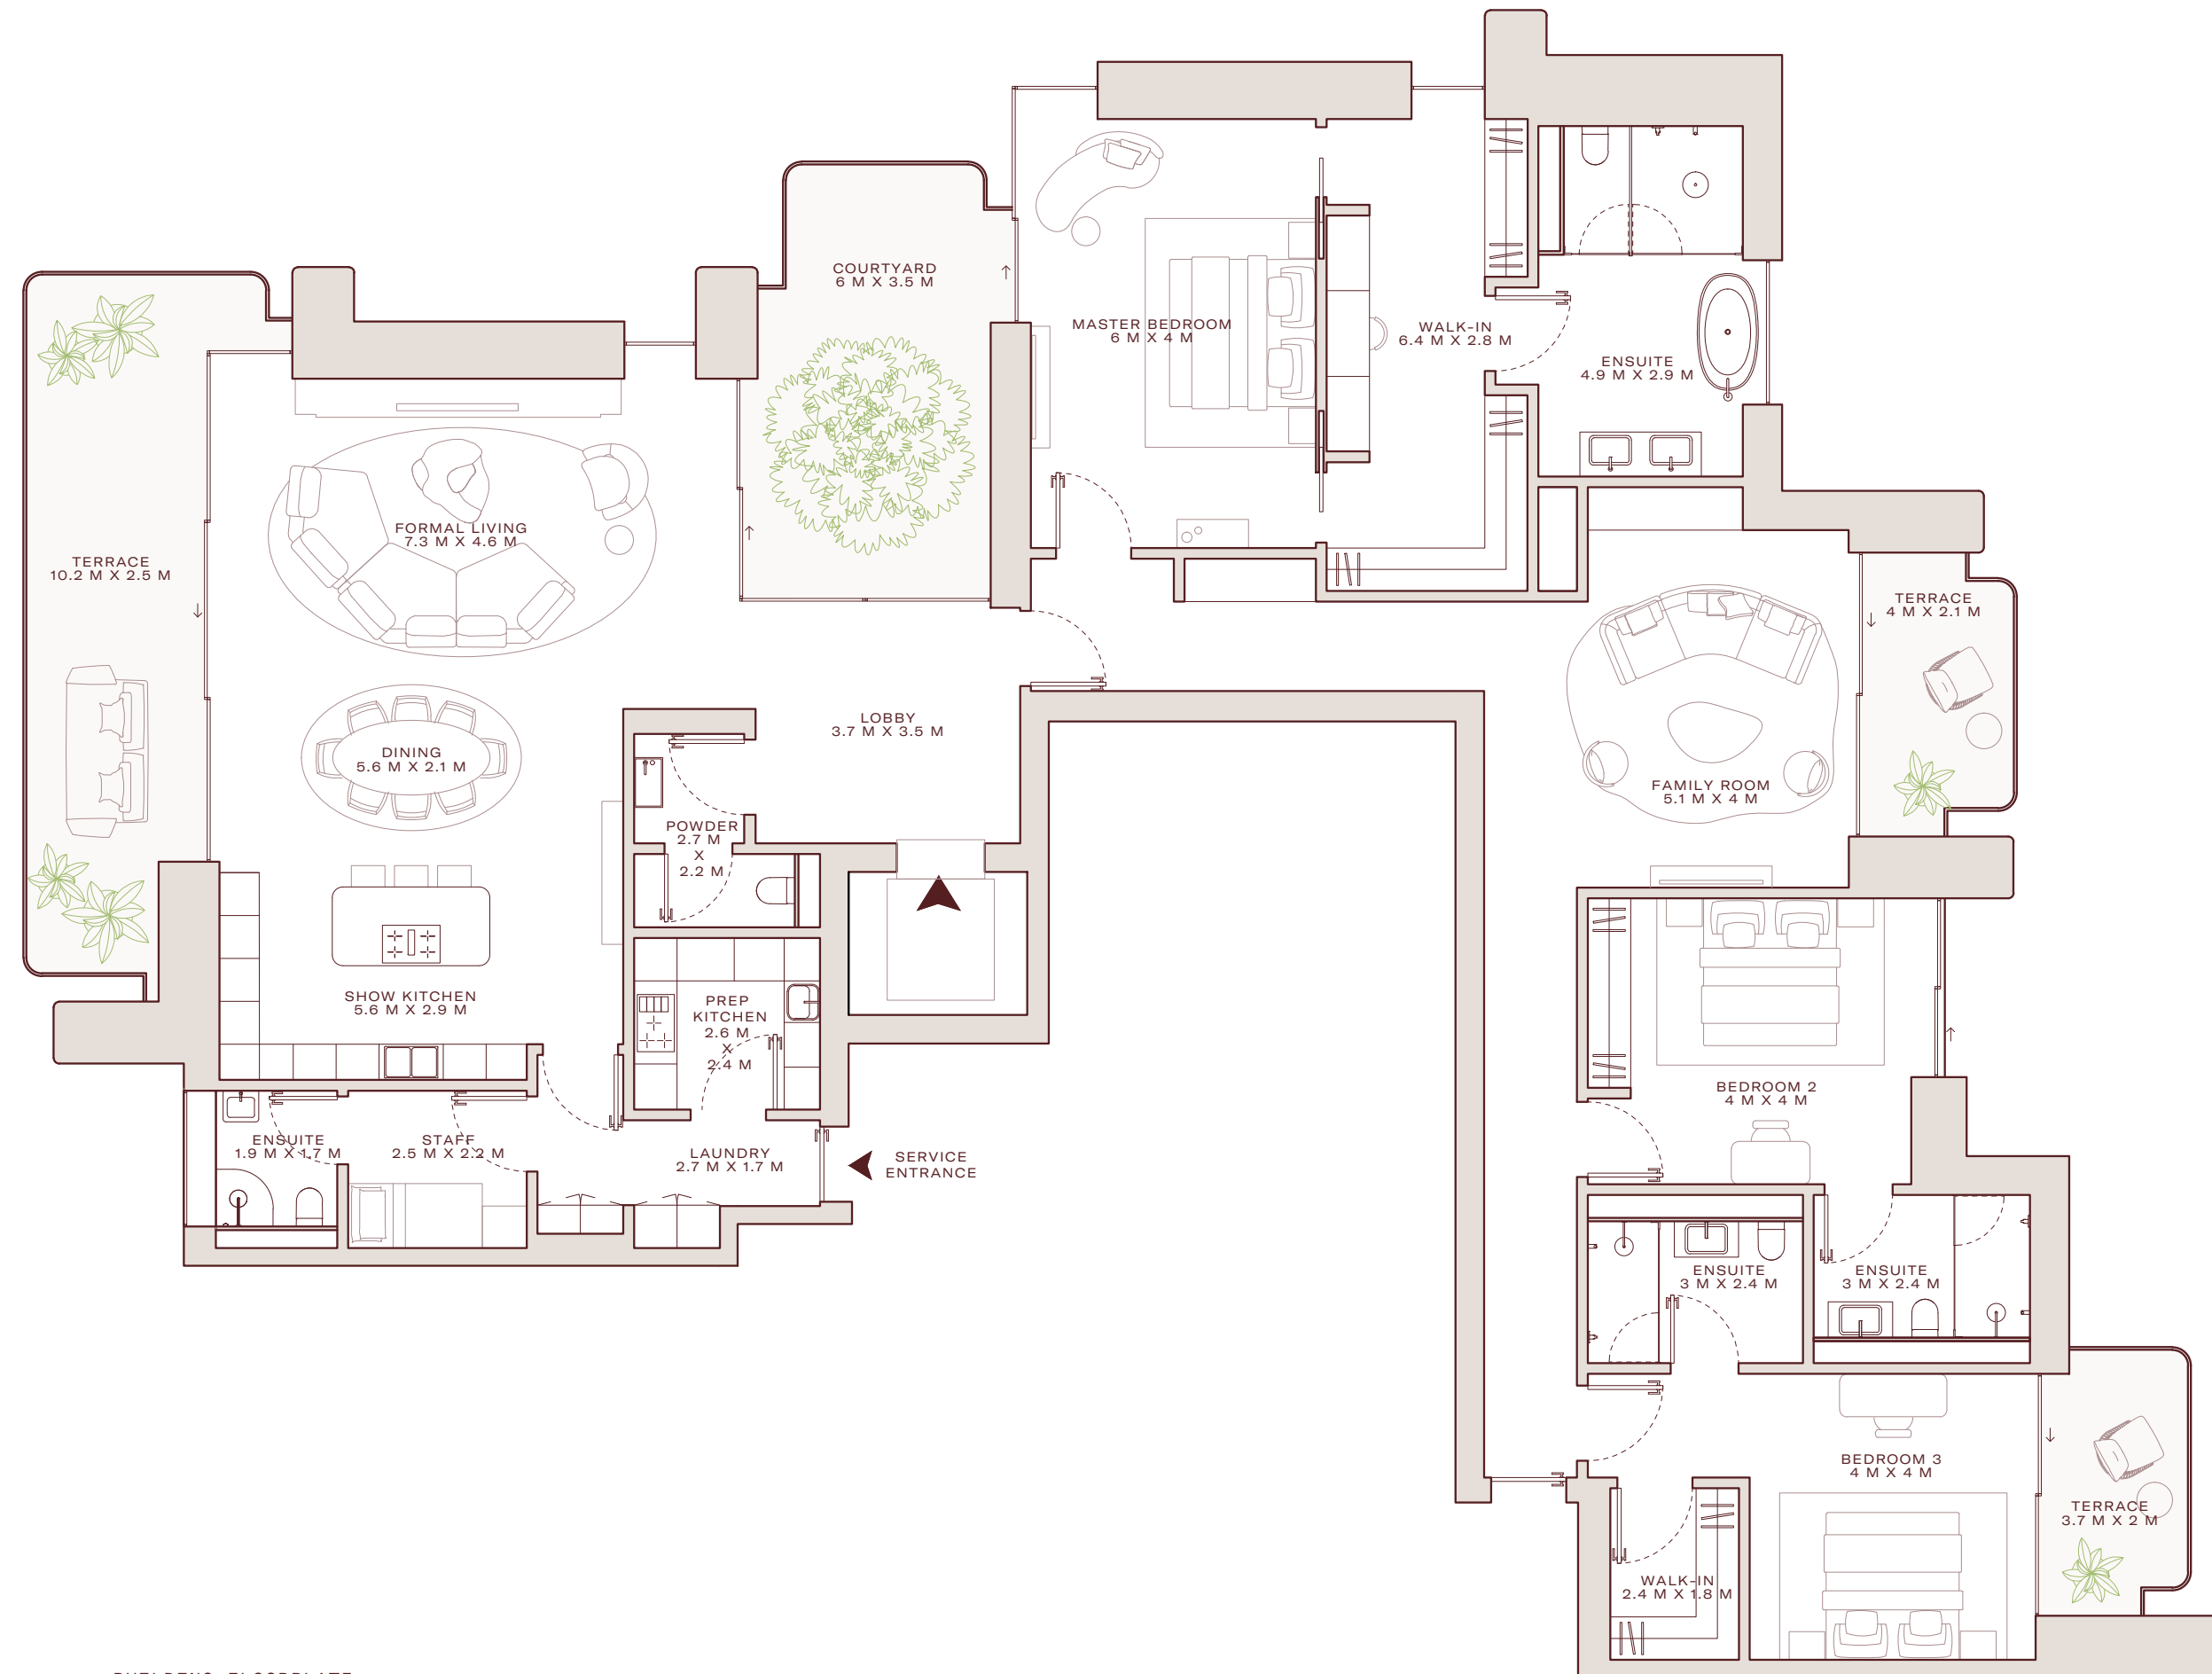 COURTYARD
6 M X 3.5 M
MASTER BEDROOM
6 M X 4 M
WALK-IN
6.4 M X 2.8 M
ENSUITE
4.9 M X 2.9 M
FORMAL LIVING
7.3 M X 4.6 M
TERRACE
10.2 M X 2.5 M
TERRACE
4 M X 2.1 M
LOBBY
3.7 M X 3.5 M
DINING
5.6 M X 2.1 M
FAMILY ROOM
5.1 M X 4 M
POWDER
2.7 M
X
2.2 M
SHOW KITCHEN
5.6 M X 2.9 M
PREP
KITCHEN
2.6 M
X
2.4 M
BEDROOM 2
4 M X 4 M
ENSUITE
1.9 M X 1.7 M
STAFF
2.5 M X 2.2 M
LAUNDRY
2.7 M X 1.7 M
SERVICE
ENTRANCE
ENSUITE
3 M X 2.4 M
ENSUITE
3 M X 2.4 M
BEDROOM 3
4 M X 4 M
TERRACE
3.7 M X 2 M
WALK-IN
2.4 M X 1.8 M
BUILDING FLOORPLATE